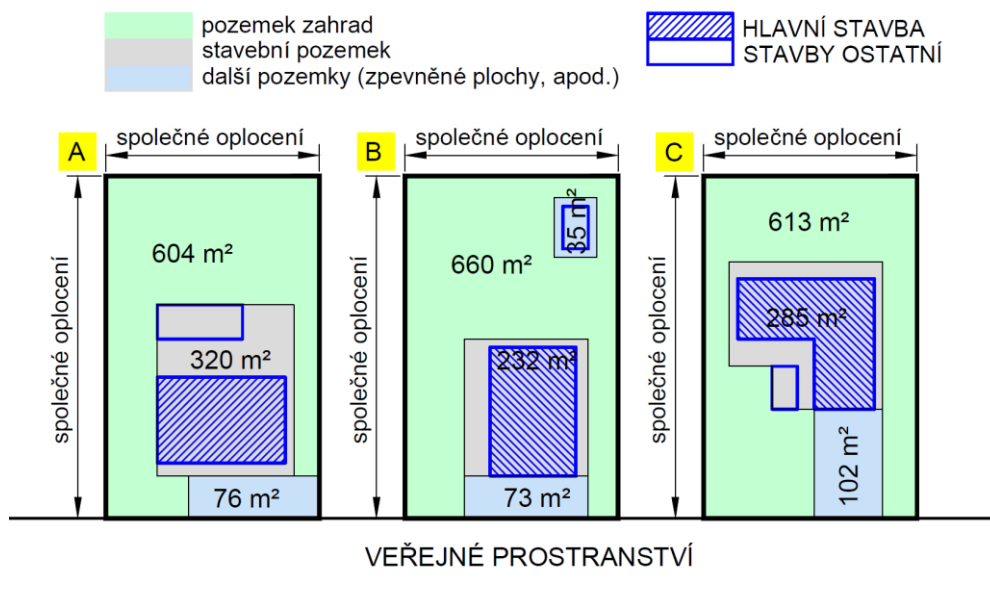 pozemek zahrad
stavební pozemek
další pozemky (zpevněné plochy, apod.)
HLAVNÍ STAVBA
STAVBY OSTATNÍ
A
společné oplocení
společné oplocení
604 m²
320 m²
76 m²
B
společné oplocení
společné oplocení
35 m²
660 m²
232 m²
73 m²
C
společné oplocení
společné oplocení
613 m²
285 m²
102 m²
VEŘEJNÉ PROSTRANSTVÍ